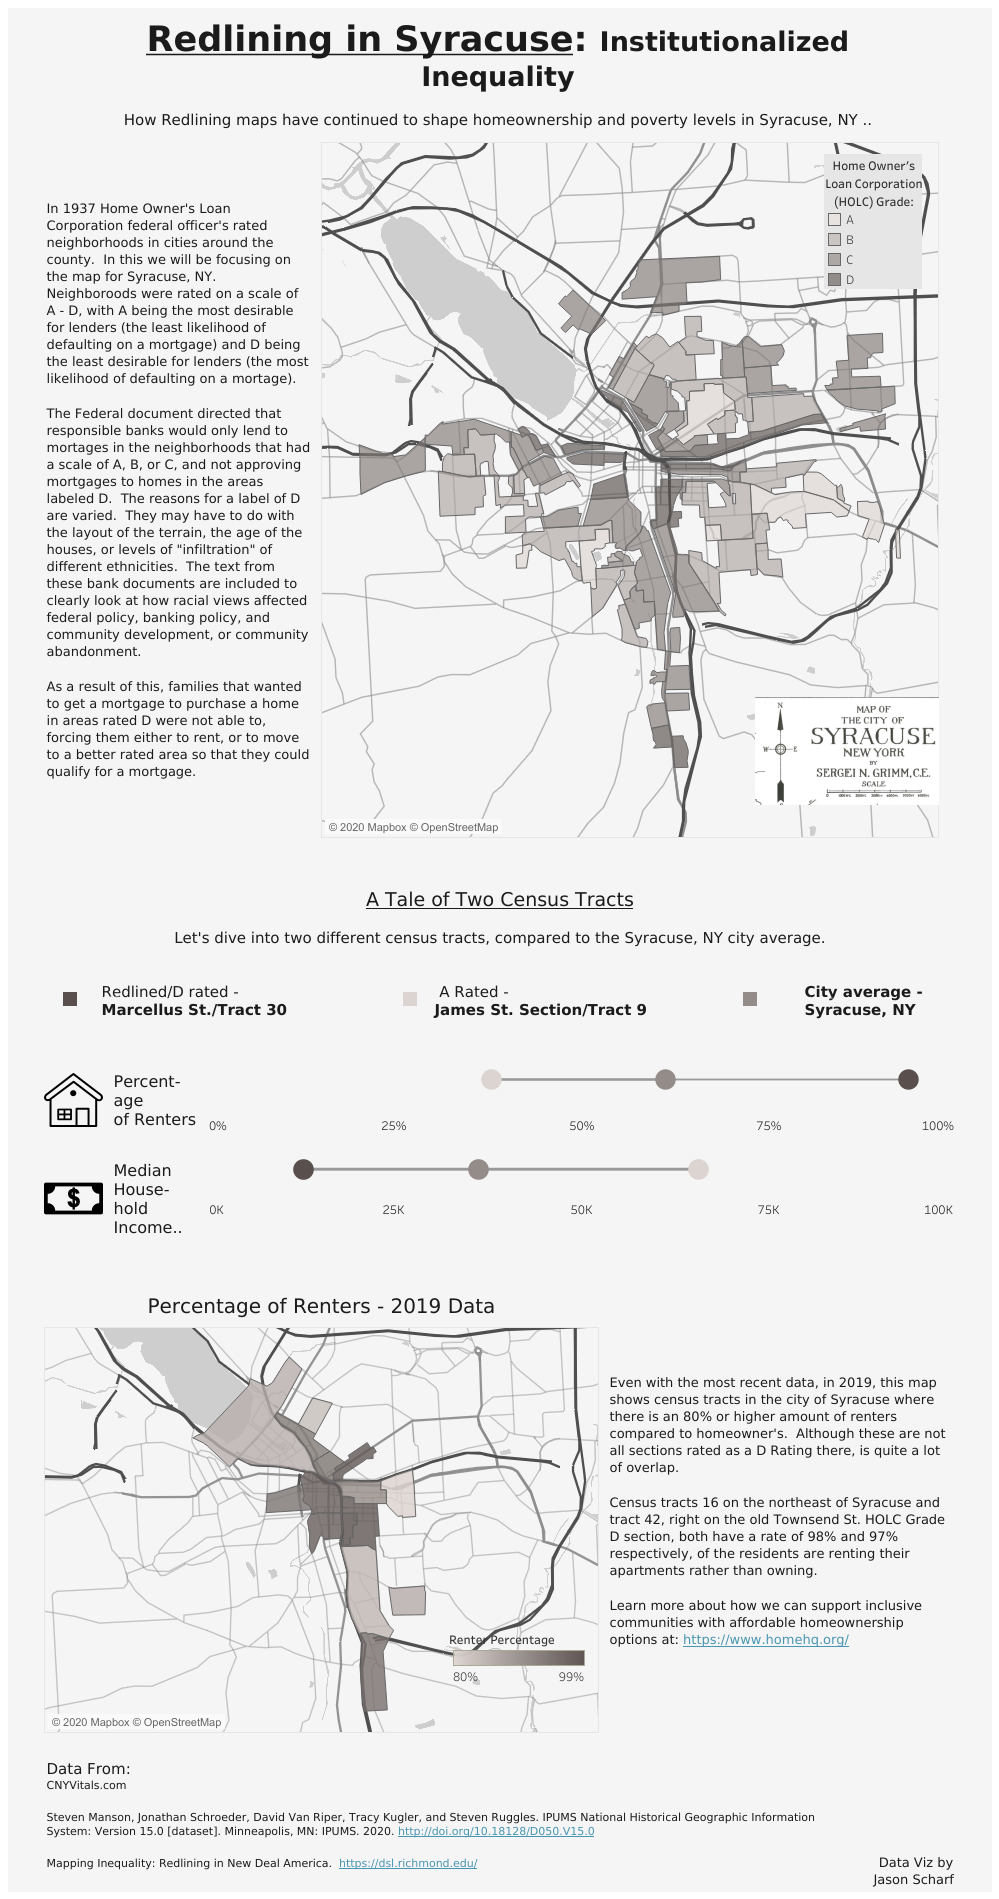 Redlining in Syracuse: Institutionalized
Inequality
How Redlining maps have continued to shape homeownership and poverty levels in Syracuse, NY ..
In 1937 Home Owner's Loan
Corporation federal officer's rated
neighborhoods in cities around the
county.  In this we will be focusing on
the map for Syracuse, NY.
Neighboroods were rated on a scale of
A - D, with A being the most desirable
for lenders (the least likelihood of
defaulting on a mortgage) and D being
the least desirable for lenders (the most
likelihood of defaulting on a mortage).
The Federal document directed that
responsible banks would only lend to
mortages in the neighborhoods that had
a scale of A, B, or C, and not approving
mortgages to homes in the areas
labeled D.  The reasons for a label of D
are varied.  They may have to do with
the layout of the terrain, the age of the
houses, or levels of "infiltration" of
different ethnicities.  The text from
these bank documents are included to
clearly look at how racial views affected
federal policy, banking policy, and
community development, or community
abandonment.
As a result of this, families that wanted
to get a mortgage to purchase a home
in areas rated D were not able to,
forcing them either to rent, or to move
to a better rated area so that they could
qualify for a mortgage.
Home Owner's
Loan Corporation
(HOLC) Grade:
A
B
C
D
N
W E
MAP OF
THE CITY OF
SYRACUSE
NEW YORK
BY
SERGEI N. GRIMM, C.E.
SCALE
© 2020 Mapbox © OpenStreetMap
A Tale of Two Census Tracts
Let's dive into two different census tracts, compared to the Syracuse, NY city average.
Redlined/D rated -
Marcellus St./Tract 30
A Rated -
James St. Section/Tract 9
City average -
Syracuse, NY
Percent-
age
of Renters
0% 25% 50% 75% 100%
Median
House-
hold
Income..
0K 25K 50K 75K 100K
Percentage of Renters - 2019 Data
Renter Percentage
80% 99%
© 2020 Mapbox © OpenStreetMap
Even with the most recent data, in 2019, this map
shows census tracts in the city of Syracuse where
there is an 80% or higher amount of renters
compared to homeowner's.  Although these are not
all sections rated as a D Rating there, is quite a lot
of overlap.
Census tracts 16 on the northeast of Syracuse and
tract 42, right on the old Townsend St. HOLC Grade
D section, both have a rate of 98% and 97%
respectively, of the residents are renting their
apartments rather than owning.
Learn more about how we can support inclusive
communities with affordable homeownership
options at: https://www.homehq.org/
Data From:
CNYVitals.com
Steven Manson, Jonathan Schroeder, David Van Riper, Tracy Kugler, and Steven Ruggles. IPUMS National Historical Geographic Information
System: Version 15.0 [dataset]. Minneapolis, MN: IPUMS. 2020. http://doi.org/10.18128/D050.V15.0
Mapping Inequality: Redlining in New Deal America.  https://dsl.richmond.edu/
Data Viz by
Jason Scharf